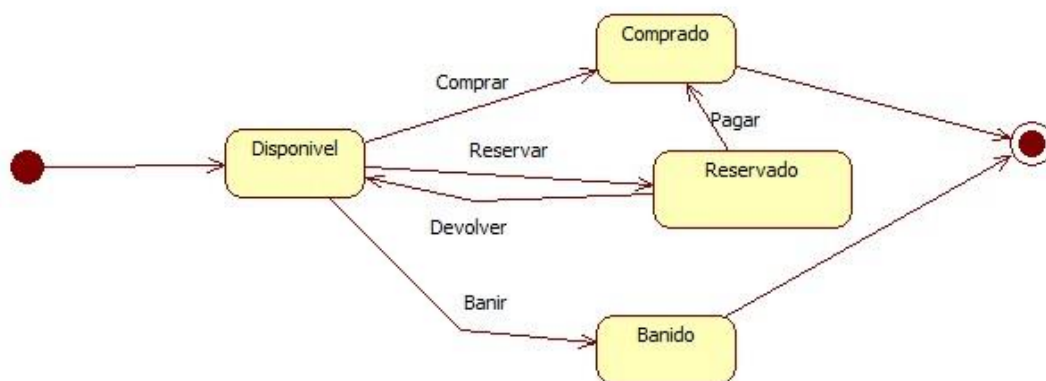 Comprado
Comprar
Pagar
Disponivel
Reservar
Reservado
Devolver
Banir
Banido